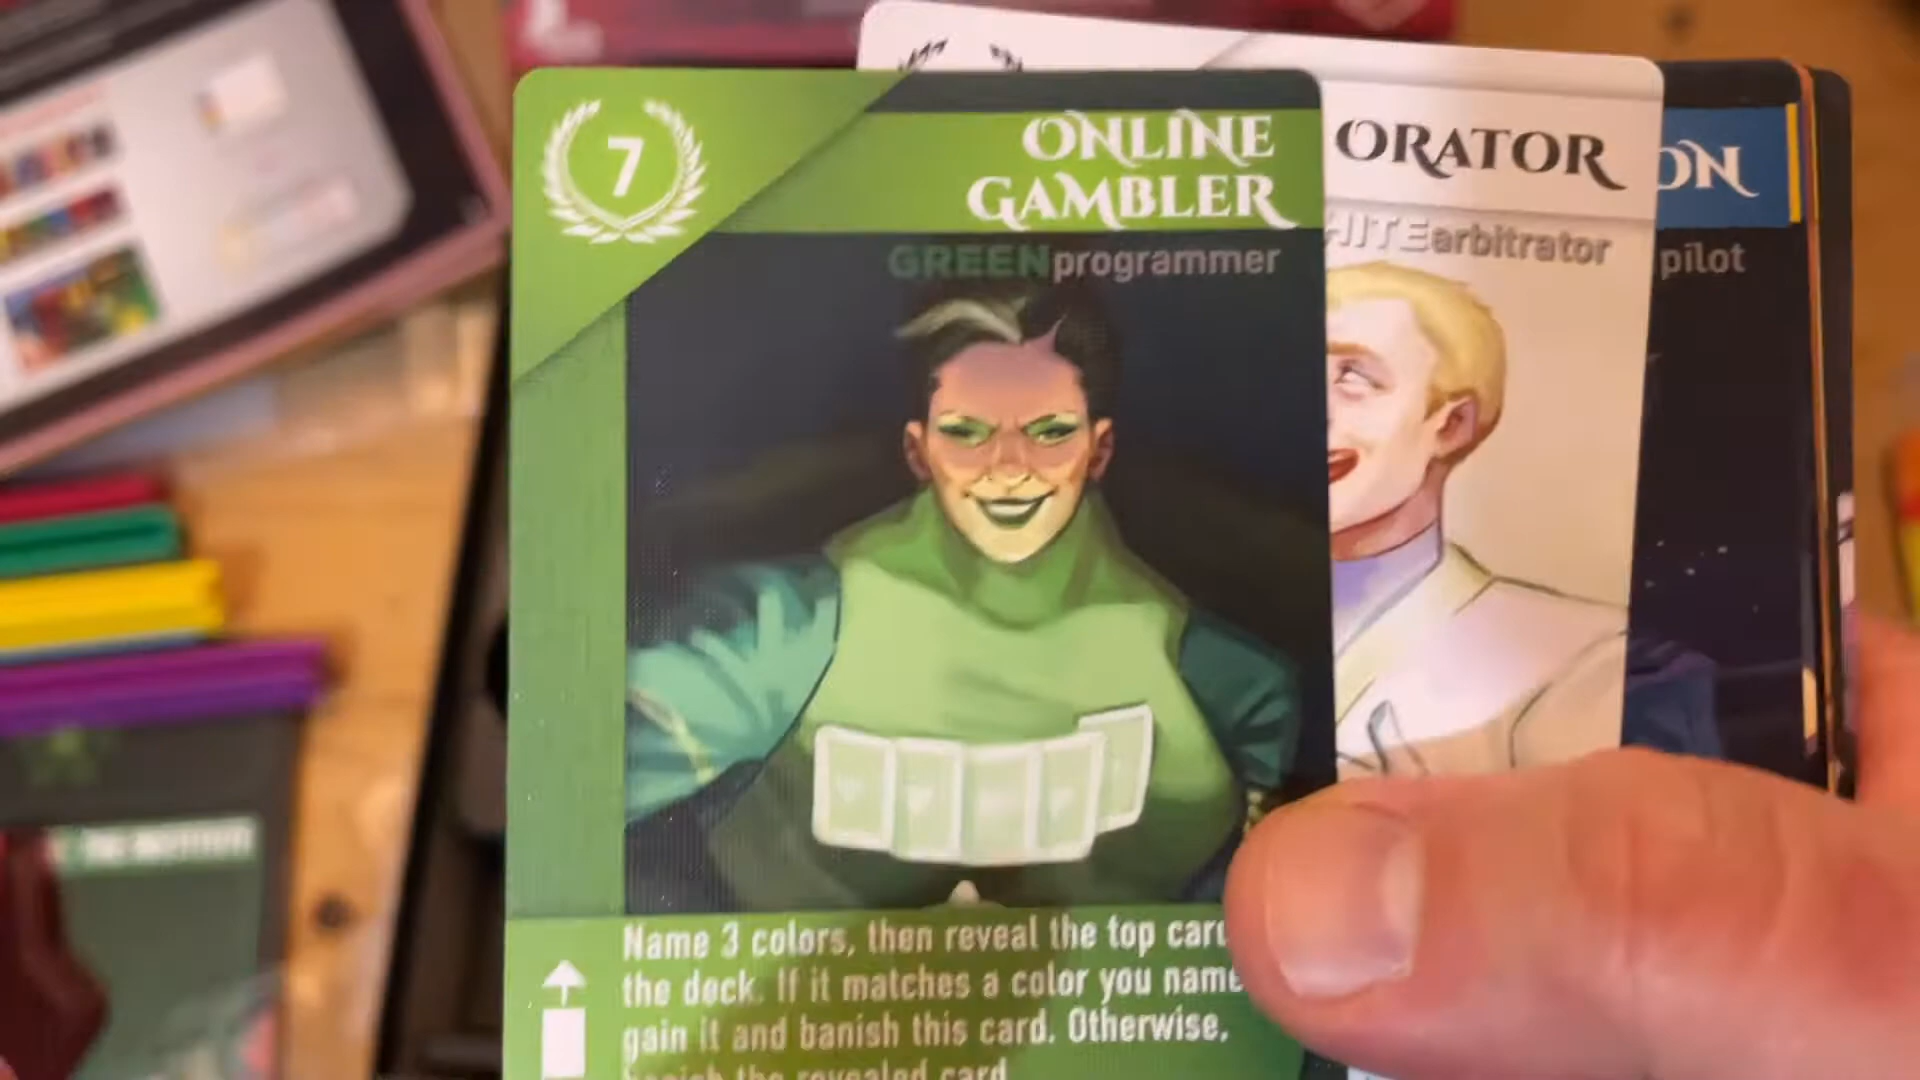 7
ONLINE
GAMBLER
GREENprogrammer
ORATOR
HITEarbitrator
ON
pilot
Name 3 colors, then reveal the top card
the deck. If it matches a color you name
gain it and banish this card. Otherwise,
banish the revealed card.